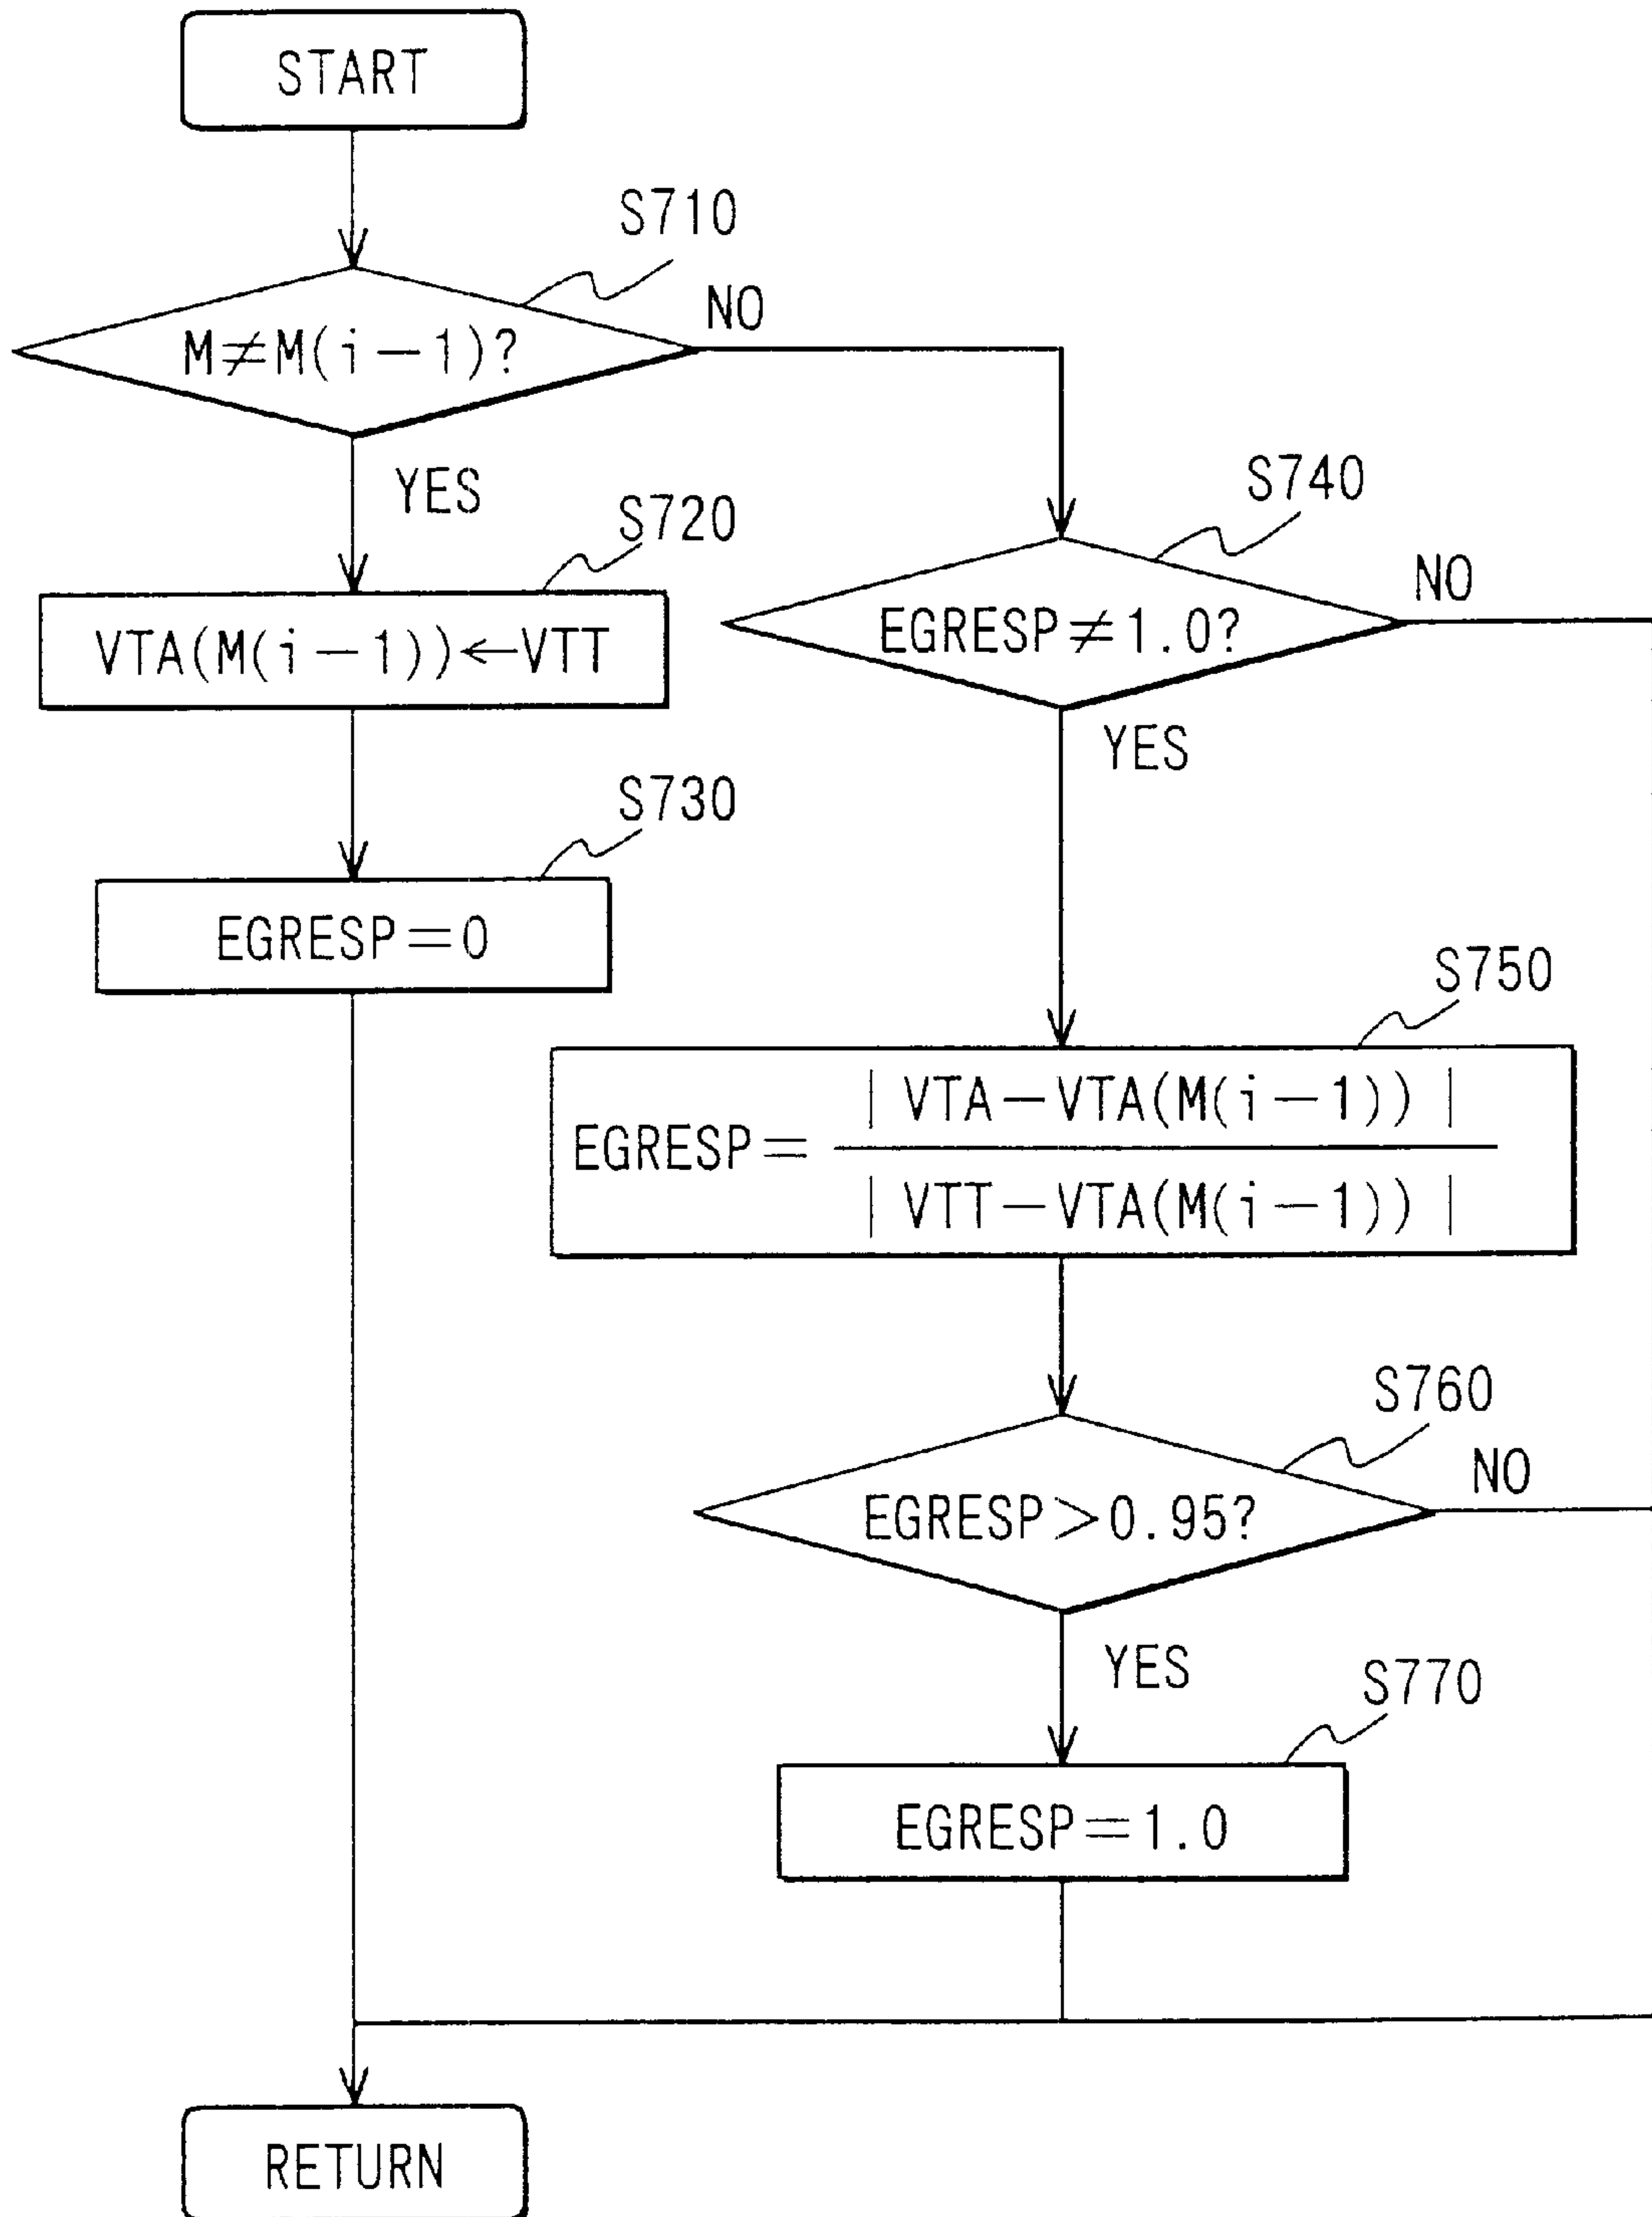 START
S710
M≠M(i-1)?
NO
YES
S720
VTA(M(i-1))←VTT
S730
EGRESP=0
S740
EGRESP≠1.0?
NO
YES
S750
EGRESP=
| VTA-VTA(M(i-1)) |
| VTT-VTA(M(i-1)) |
S760
EGRESP>0.95?
NO
YES
S770
EGRESP=1.0
RETURN